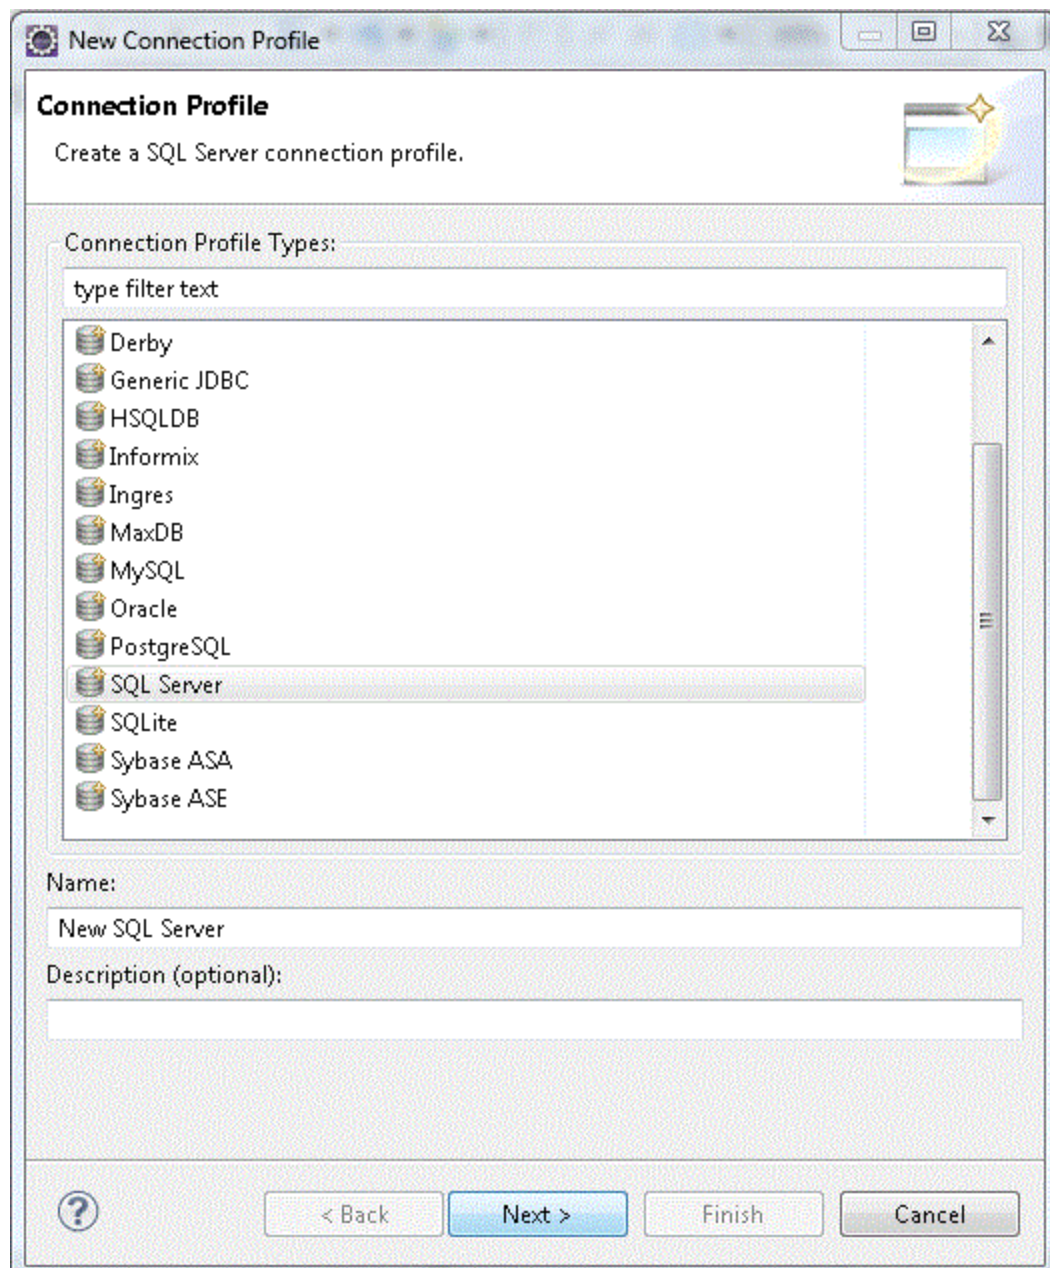 New Connection Profile
Connection Profile
Create a SQL Server connection profile.
Connection Profile Types:
type filter text
Derby
Generic JDBC
HSQLDB
Informix
Ingres
MaxDB
MySQL
Oracle
PostgreSQL
SQL Server
SQLite
Sybase ASA
Sybase ASE
Name:
New SQL Server
Description (optional):
? < Back Next > Finish Cancel